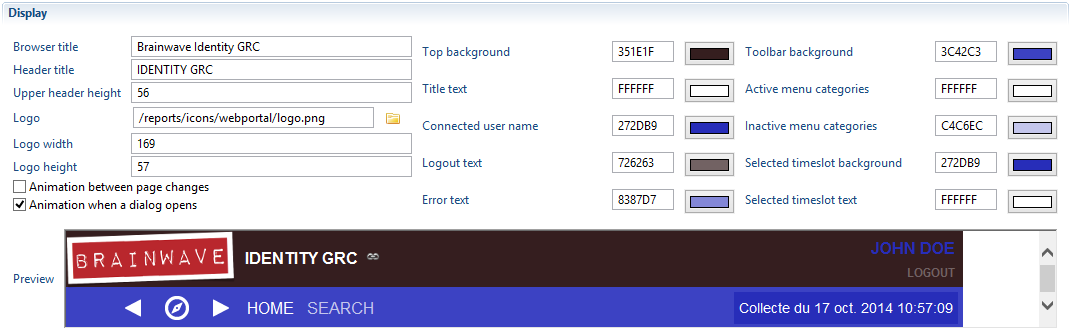 Display
Browser title Brainwave Identity GRC
Header title IDENTITY GRC
Upper header height 56
Logo /reports/icons/webportal/logo.png
Logo width 169
Logo height 57
Animation between page changes
Animation when a dialog opens
Top background 351E1F
Title text FFFFFF
Connected user name 272DB9
Logout text 726263
Error text 8387D7
Toolbar background 3C42C3
Active menu categories FFFFFF
Inactive menu categories C4C6EC
Selected timeslot background 272DB9
Selected timeslot text FFFFFF
Preview
BRAINWAVE
IDENTITY GRC
JOHN DOE
LOGOUT
HOME SEARCH
Collecte du 17 oct. 2014 10:57:09